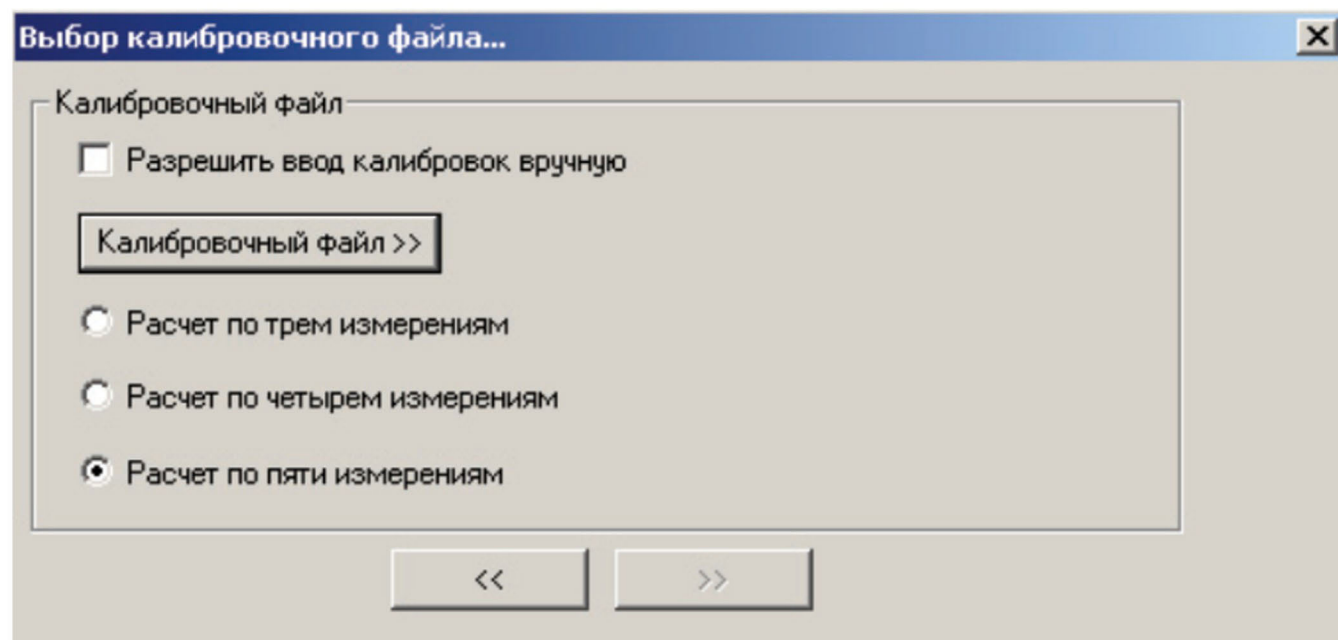 Выбор калибровочного файла...
Калибровочный файл
Разрешить ввод калибровок вручную
Калибровочный файл >>
Расчет по трем измерениям
Расчет по четырем измерениям
Расчет по пяти измерениям
<< >>